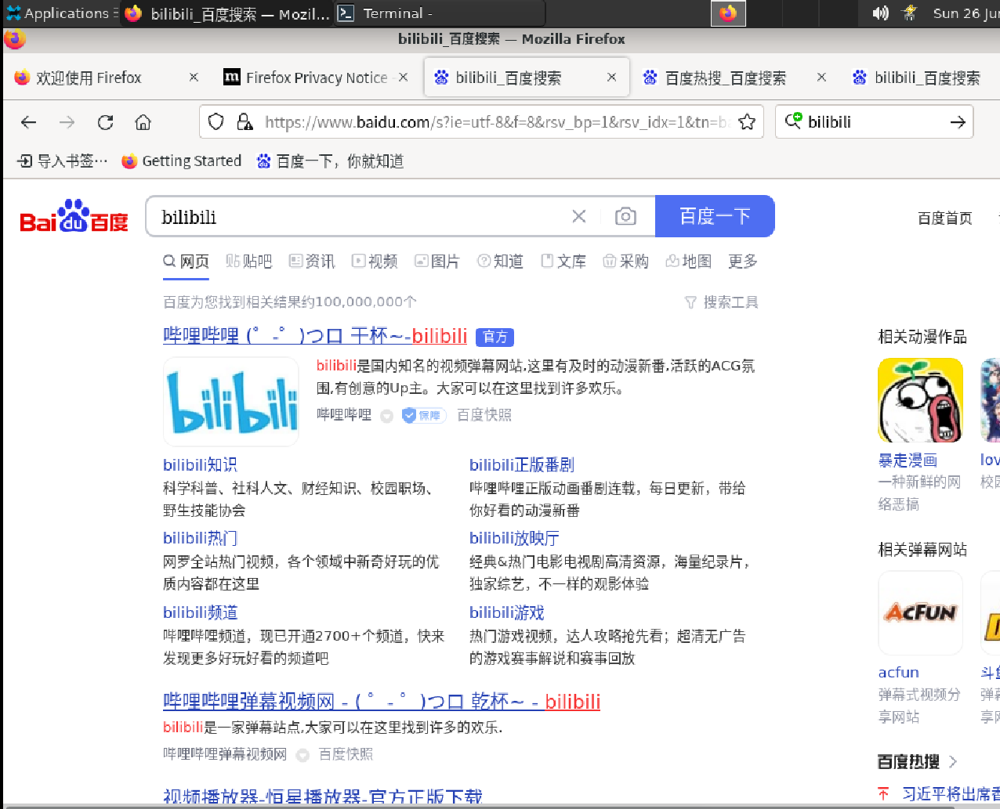 Applications
bilibili_百度搜索 — Mozil...
Terminal -
Sun 26 Jun
bilibili_百度搜索 — Mozilla Firefox
欢迎使用 Firefox
Firefox Privacy Notice
bilibili_百度搜索
百度热搜_百度搜索
bilibili_百度搜索
https://www.baidu.com/s?ie=utf-8&f=8&rsv_bp=1&rsv_idx=1&tn=ba
bilibili
导入书签…
Getting Started
百度一下，你就知道
Bai du 百度
bilibili
百度一下
百度首页
网页
贴 贴吧
资讯
视频
图片
知道
文库
采购
地图
更多
百度为您找到相关结果约100,000,000个
搜索工具
哔哩哔哩 (゜-゜)つロ 干杯~-bilibili
官方
bilibili
bilibili是国内知名的视频弹幕网站,这里有及时的动漫新番,活跃的ACG氛
围,有创意的Up主。大家可以在这里找到许多欢乐。
哔哩哔哩
保障
百度快照
bilibili知识
科学科普、社科人文、财经知识、校园职场、
野生技能协会
bilibili正版番剧
哔哩哔哩正版动画番剧连载，每日更新，带给
你好看的动漫新番
bilibili热门
网罗全站热门视频，各个领域中新奇好玩的优
质内容都在这里
bilibili放映厅
经典&热门电影电视剧高清资源，海量纪录片，
独家综艺，不一样的观影体验
bilibili频道
哔哩哔哩频道，现已开通2700+个频道，快来
发现更多好玩好看的频道吧
bilibili游戏
热门游戏视频，达人攻略抢先看；超清无广告
的游戏赛事解说和赛事回放
哔哩哔哩弹幕视频网 - ( ゜- ゜)つロ 乾杯~ - bilibili
bilibili是一家弹幕站点,大家可以在这里找到许多的欢乐.
哔哩哔哩弹幕视频网
百度快照
视频播放器-恒星播放器-官方正版下载
相关动漫作品
暴走漫画
一种新鲜的网
络恶搞
lov
校园
相关弹幕网站
ACFUN
acfun
弹幕式视频分
享网站
斗鱼
弹幕
享网
百度热搜
习近平将出席香